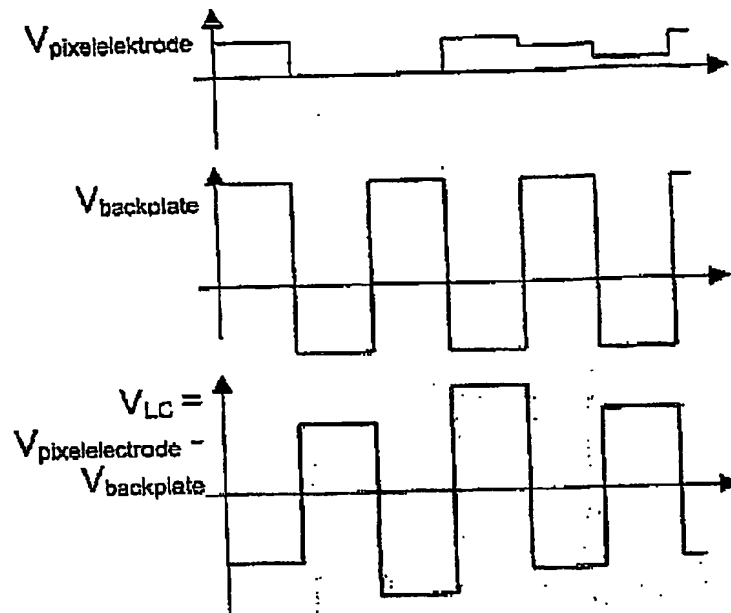 Vpixelelektrode
Vbackplate
VLC =
Vpixelelectrode -
Vbackplate